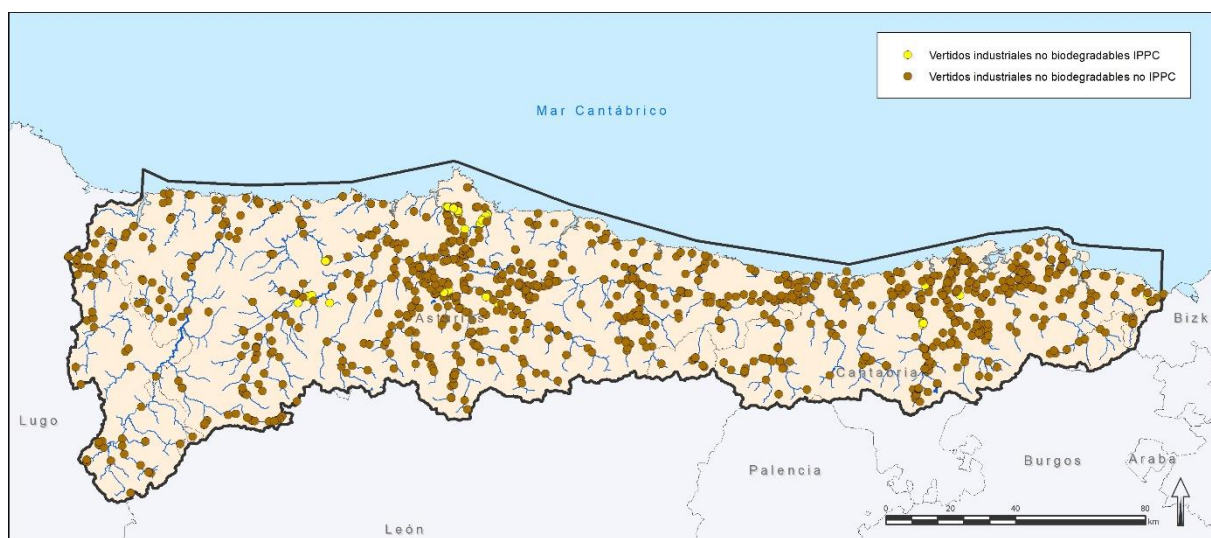 Vertidos industriales no biodegradables IPPC
Vertidos industriales no biodegradables no IPPC
Mar Cantábrico
Bizk
Asturias
Cantabria
Lugo
Palencia
Burgos
Araba
León
0 20 40 80
km